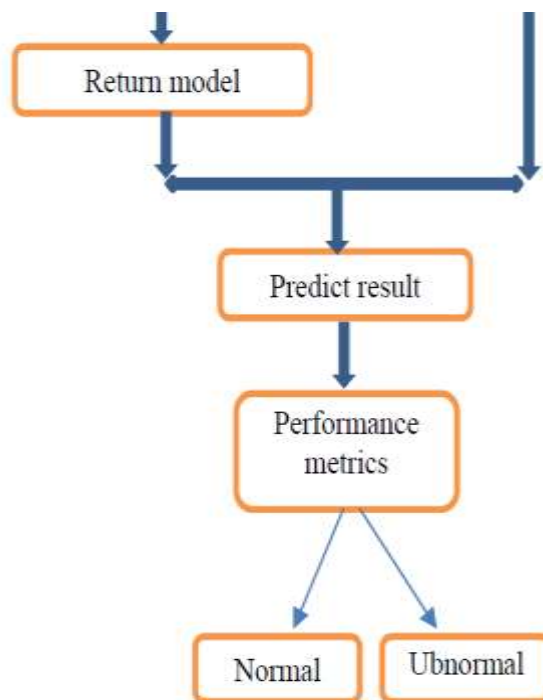 Return model
Predict result
Performance
metrics
Normal
Ubnormal